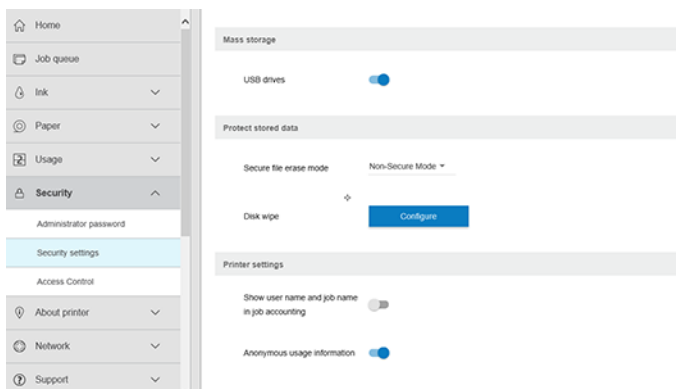 Home
Job queue
Ink
Paper
Usage
Security
Administrator password
Security settings
Access Control
About printer
Network
Support
Mass storage
USB drives
Protect stored data
Secure file erase mode
Non-Secure Mode
Disk wipe
Configure
Printer settings
Show user name and job name
in job accounting
Anonymous usage information